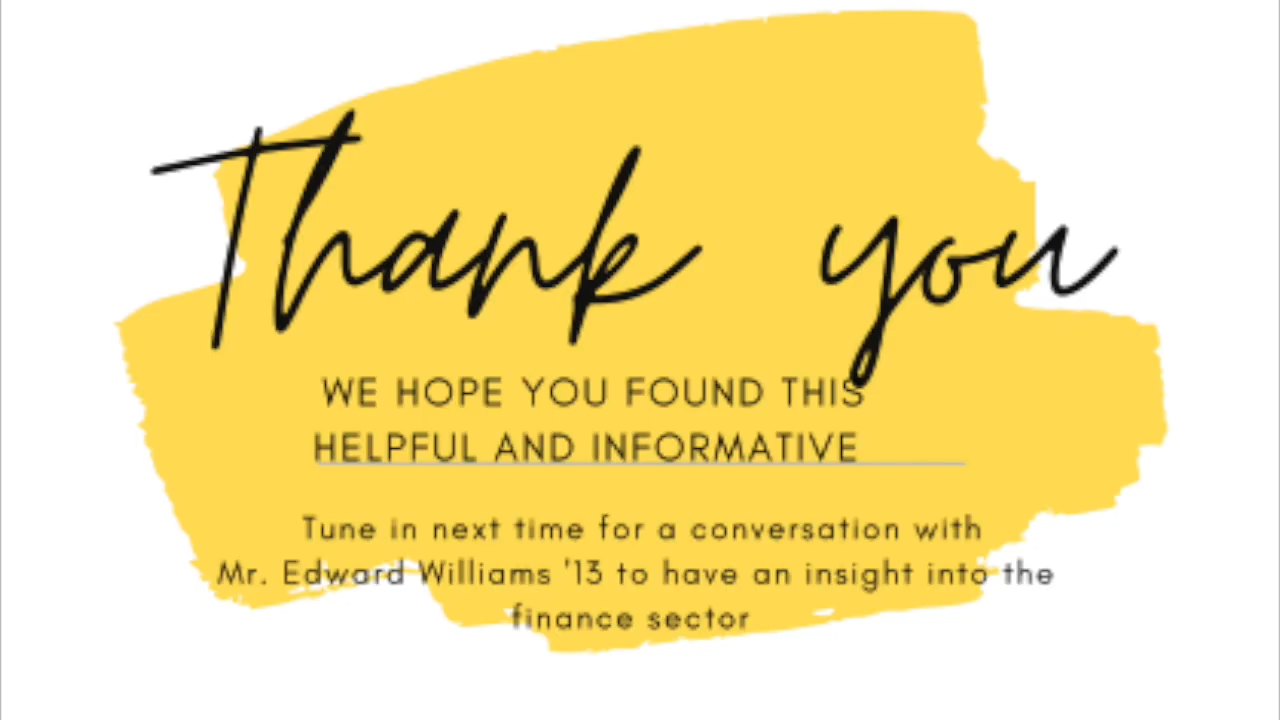 Thank you
WE HOPE YOU FOUND THIS
HELPFUL AND INFORMATIVE
Tune in next time for a conversation with
Mr. Edward Williams '13 to have an insight into the
finance sector